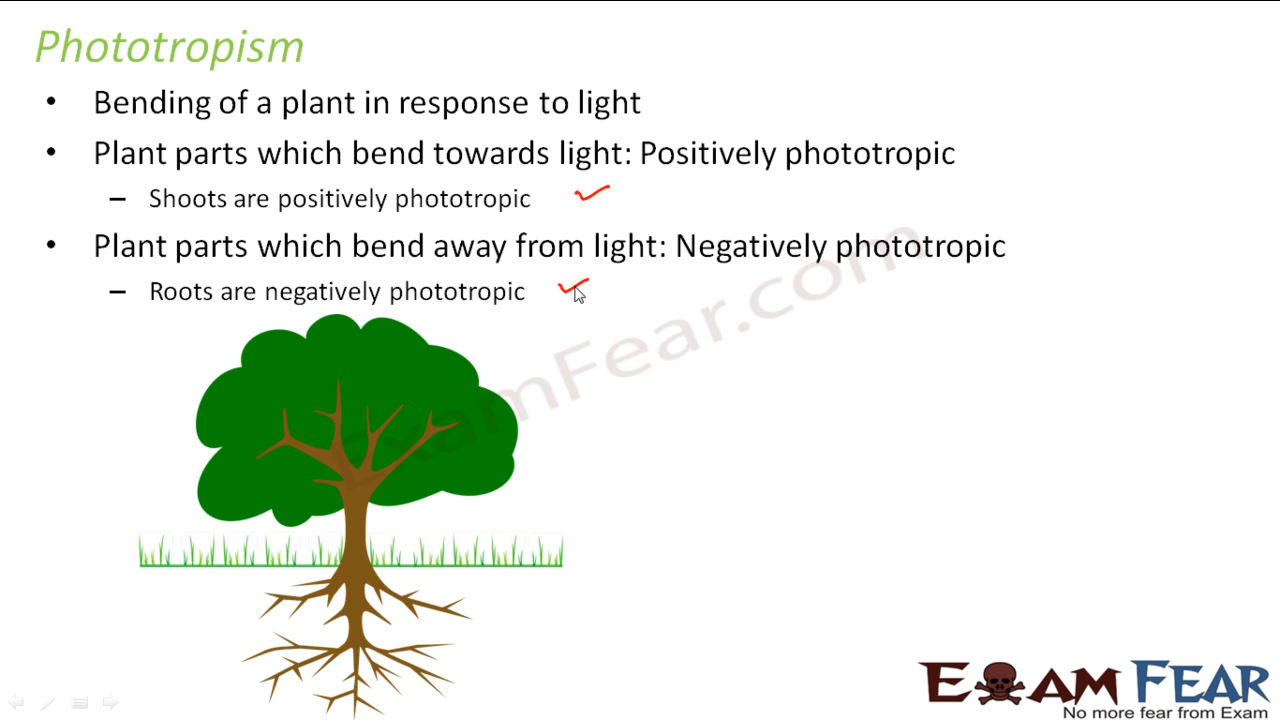 Phototropism
• Bending of a plant in response to light
• Plant parts which bend towards light: Positively phototropic
– Shoots are positively phototropic
• Plant parts which bend away from light: Negatively phototropic
– Roots are negatively phototropic
ExamFear.com
EXAM FEAR
No more fear from Exam